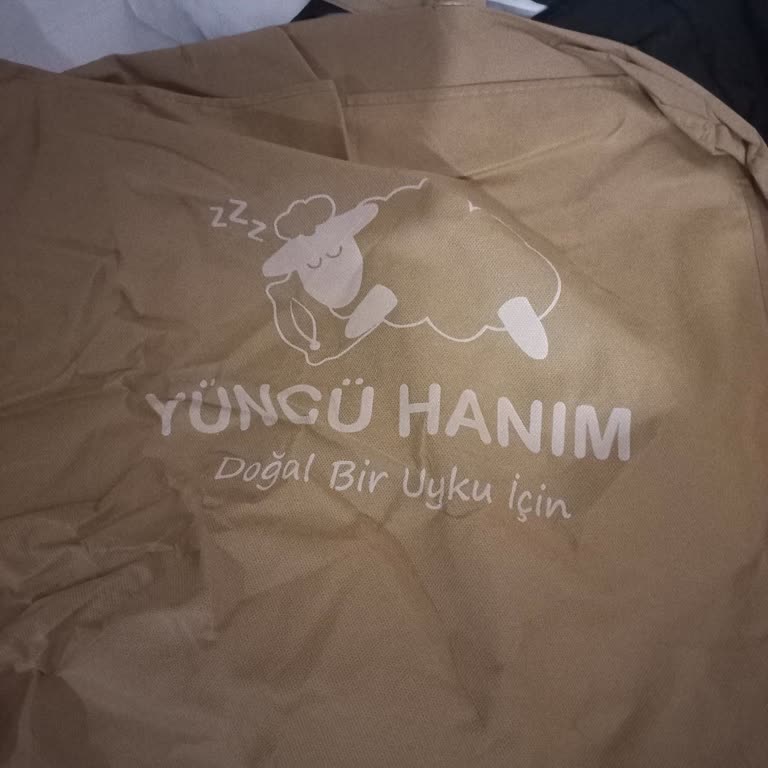 zzz
YÜNCÜ HANIM
Doğal Bir Uyku İçin